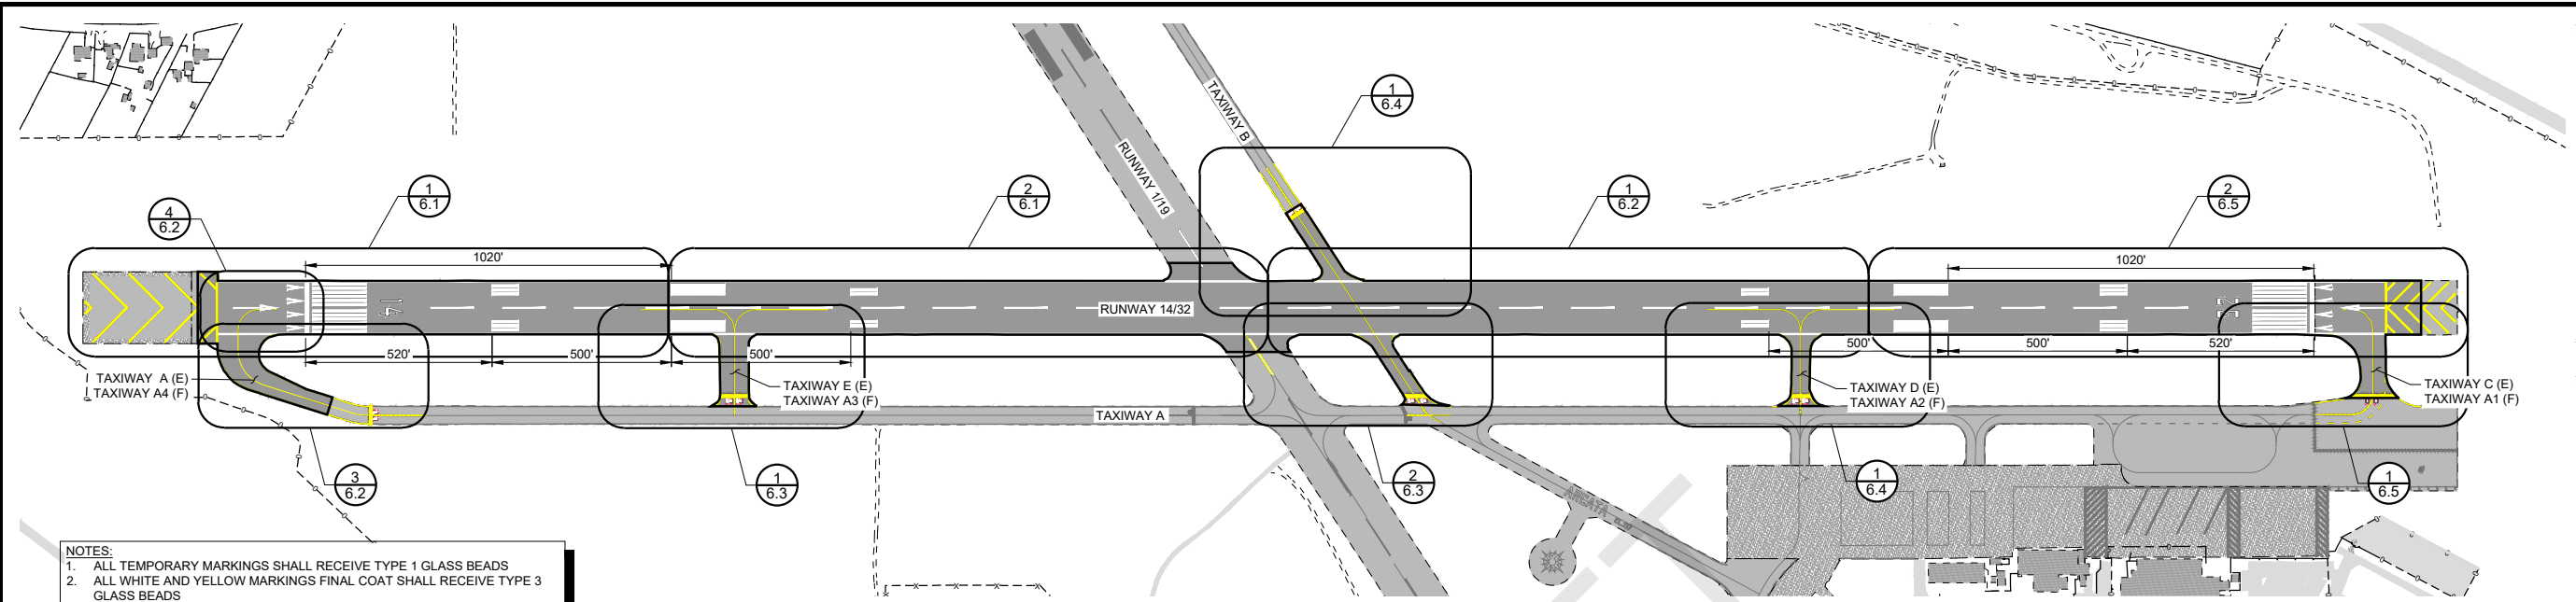 TAXIWAY B
1
6.4
RUNWAY 1/19
1
6.1
2
6.1
1
6.2
2
6.5
4
6.2
1020'
1020'
RUNWAY 14/32
520'
500'
500'
500'
500'
520'
TAXIWAY A (E)
TAXIWAY A4 (F)
TAXIWAY E (E)
TAXIWAY A3 (F)
TAXIWAY D (E)
TAXIWAY A2 (F)
TAXIWAY C (E)
TAXIWAY A1 (F)
TAXIWAY A
3
6.2
1
6.3
2
6.3
1
6.4
1
6.5
NOTES:
1. ALL TEMPORARY MARKINGS SHALL RECEIVE TYPE 1 GLASS BEADS
2. ALL WHITE AND YELLOW MARKINGS FINAL COAT SHALL RECEIVE TYPE 3
GLASS BEADS